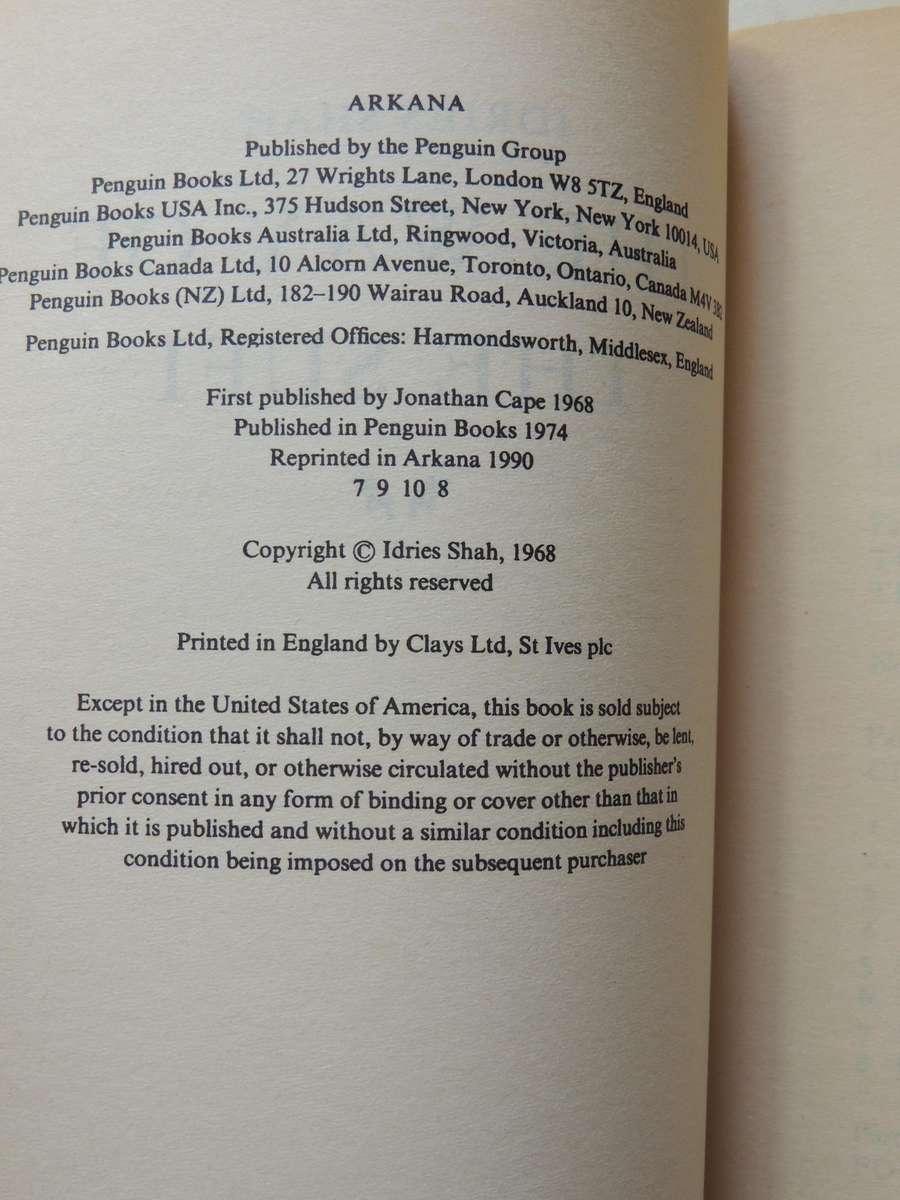 ARKANA
Published by the Penguin Group
Penguin Books Ltd, 27 Wrights Lane, London W8 5TZ, England
Penguin Books USA Inc., 375 Hudson Street, New York, New York 10014, USA
Penguin Books Australia Ltd, Ringwood, Victoria, Australia
Penguin Books Canada Ltd, 10 Alcorn Avenue, Toronto, Ontario, Canada M4V 3B2
Penguin Books (NZ) Ltd, 182–190 Wairau Road, Auckland 10, New Zealand
Penguin Books Ltd, Registered Offices: Harmondsworth, Middlesex, England
First published by Jonathan Cape 1968
Published in Penguin Books 1974
Reprinted in Arkana 1990
7 9 10 8
Copyright © Idries Shah, 1968
All rights reserved
Printed in England by Clays Ltd, St Ives plc
Except in the United States of America, this book is sold subject
to the condition that it shall not, by way of trade or otherwise, be lent,
re-sold, hired out, or otherwise circulated without the publisher's
prior consent in any form of binding or cover other than that in
which it is published and without a similar condition including this
condition being imposed on the subsequent purchaser